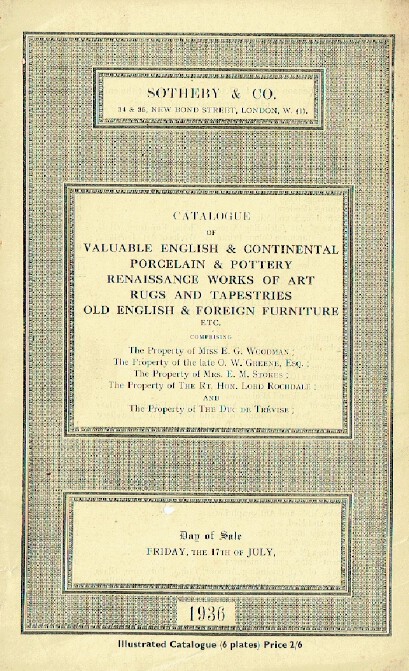 SOTHEBY & CO.
34 & 35, NEW BOND STREET, LONDON, W. (1).
CATALOGUE
OF
VALUABLE ENGLISH & CONTINENTAL
PORCELAIN & POTTERY
RENAISSANCE WORKS OF ART
RUGS AND TAPESTRIES
OLD ENGLISH & FOREIGN FURNITURE
ETC.
COMPRISING
The Property of MISS E. G. WOODMAN ;
The Property of the late O. W. GREENE, ESQ. ;
The Property of MRS. E. M. STOKES ;
The Property of THE RT. HON. LORD ROCHDALE ;
AND
The Property of THE DUC DE TRÉVISE ;
Day of Sale
FRIDAY, THE 17TH OF JULY,
1936
Illustrated Catalogue (6 plates) Price 2/6